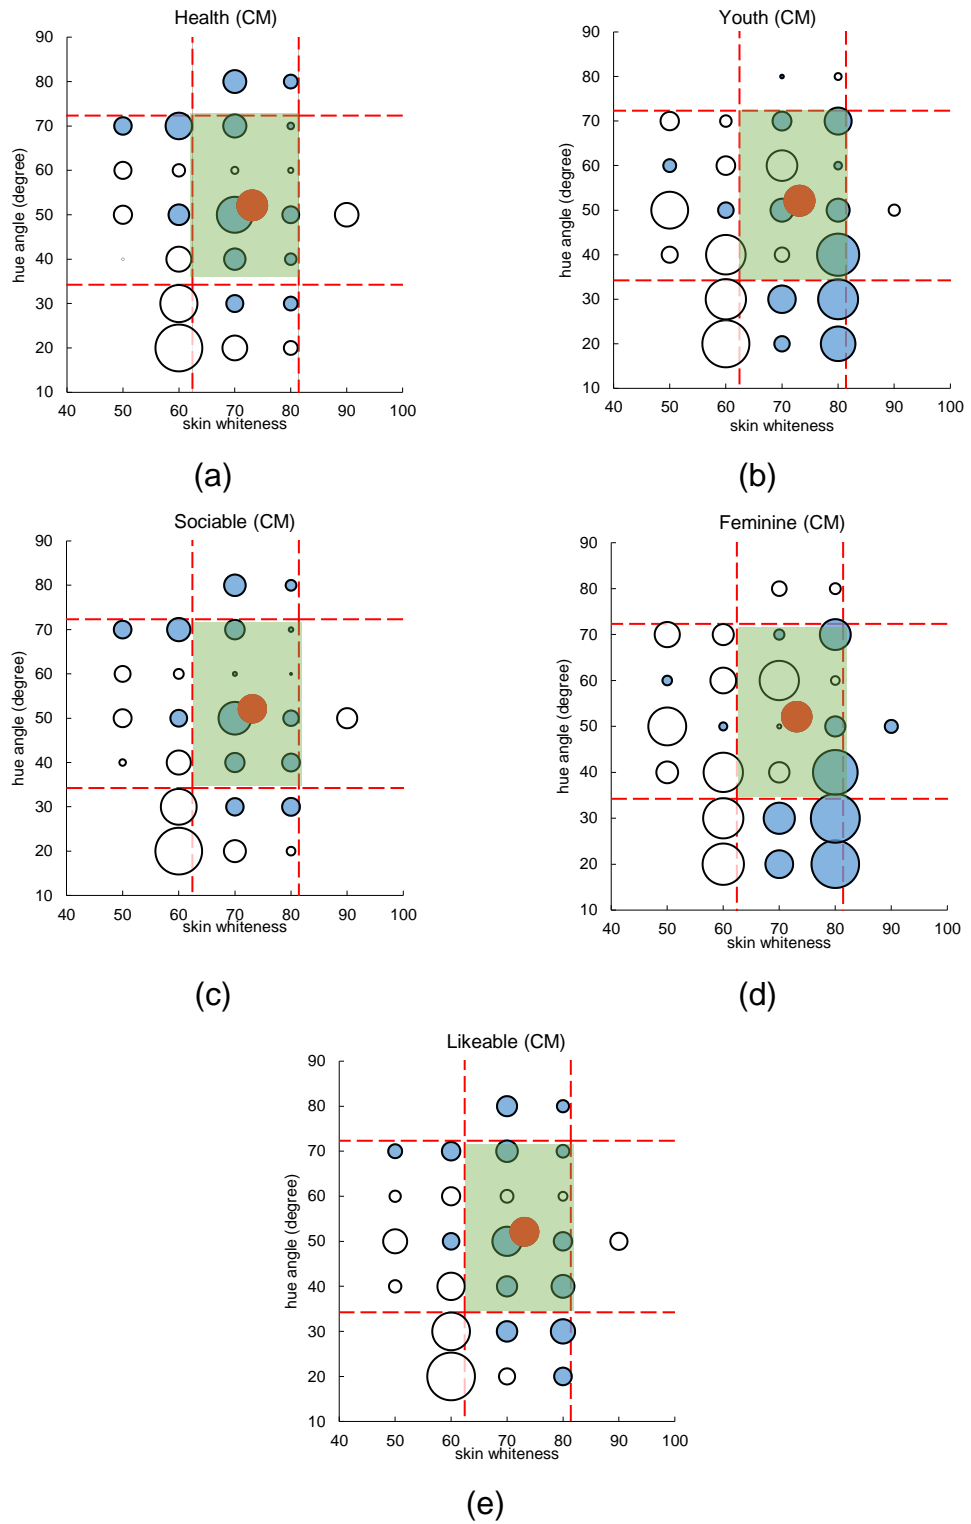 Health (CM)
90
80
70
60
50
40
30
20
10
hue angle (degree)
40 50 60 70 80 90 100
skin whiteness
(a)
Youth (CM)
90
80
70
60
50
40
30
20
10
hue angle (degree)
40 50 60 70 80 90 100
skin whiteness
(b)
Sociable (CM)
90
80
70
60
50
40
30
20
10
hue angle (degree)
40 50 60 70 80 90 100
skin whiteness
(c)
Feminine (CM)
90
80
70
60
50
40
30
20
10
hue angle (degree)
40 50 60 70 80 90 100
skin whiteness
(d)
Likeable (CM)
90
80
70
60
50
40
30
20
10
hue angle (degree)
40 50 60 70 80 90 100
skin whiteness
(e)